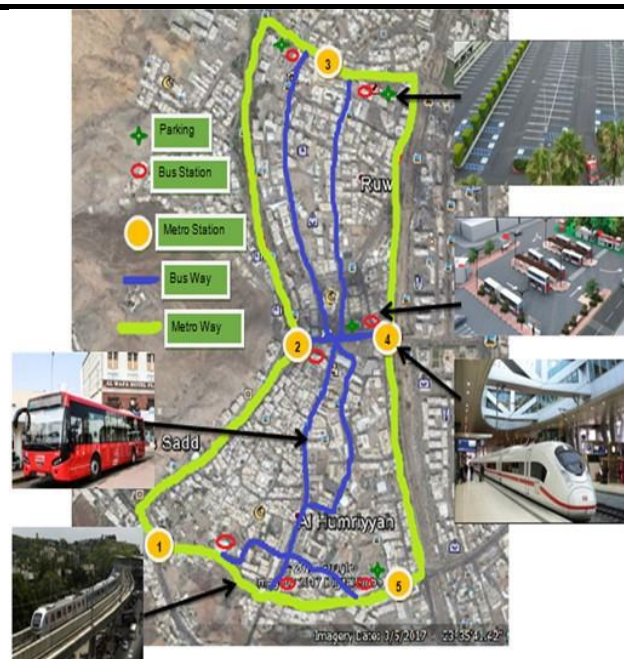 3
Parking
Bus Station
Ruw
Metro Station
Bus Way
Metro Way
2
4
Sadd
Al Humriyyah
1
5
Imagery Date: 3/5/2017